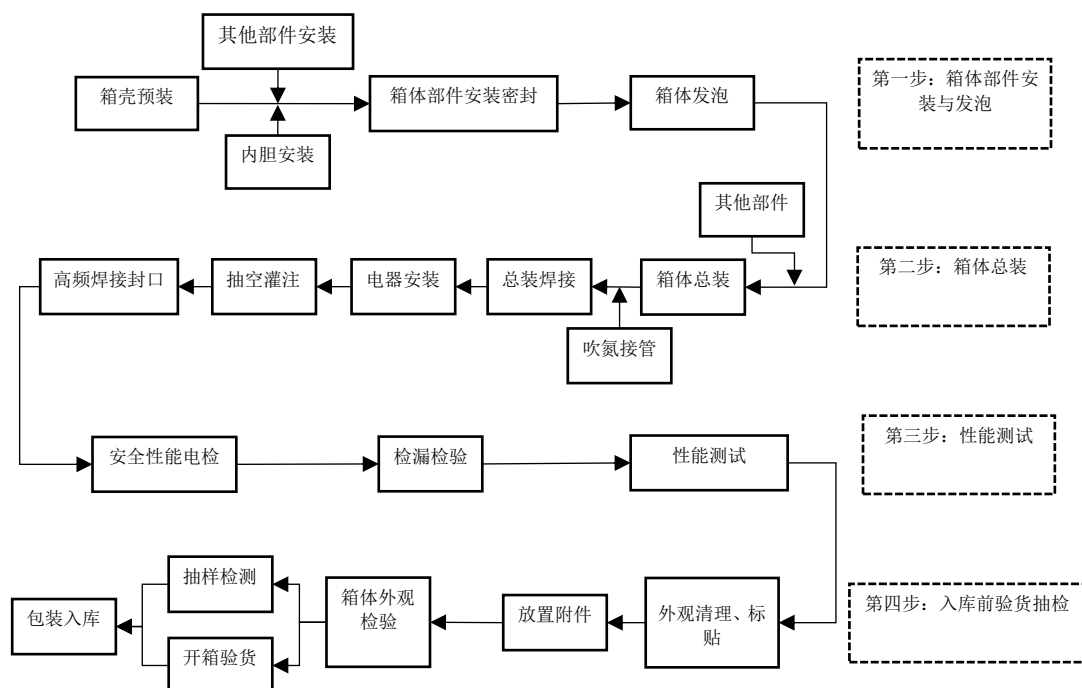 其他部件安装
箱壳预装
箱体部件安装密封
箱体发泡
第一步：箱体部件安
装与发泡
内胆安装
其他部件
高频焊接封口
抽空灌注
电器安装
总装焊接
箱体总装
第二步：箱体总装
吹氮接管
安全性能电检
检漏检验
性能测试
第三步：性能测试
抽样检测
包装入库
开箱验货
箱体外观
检验
放置附件
外观清理、标
贴
第四步：入库前验货抽检